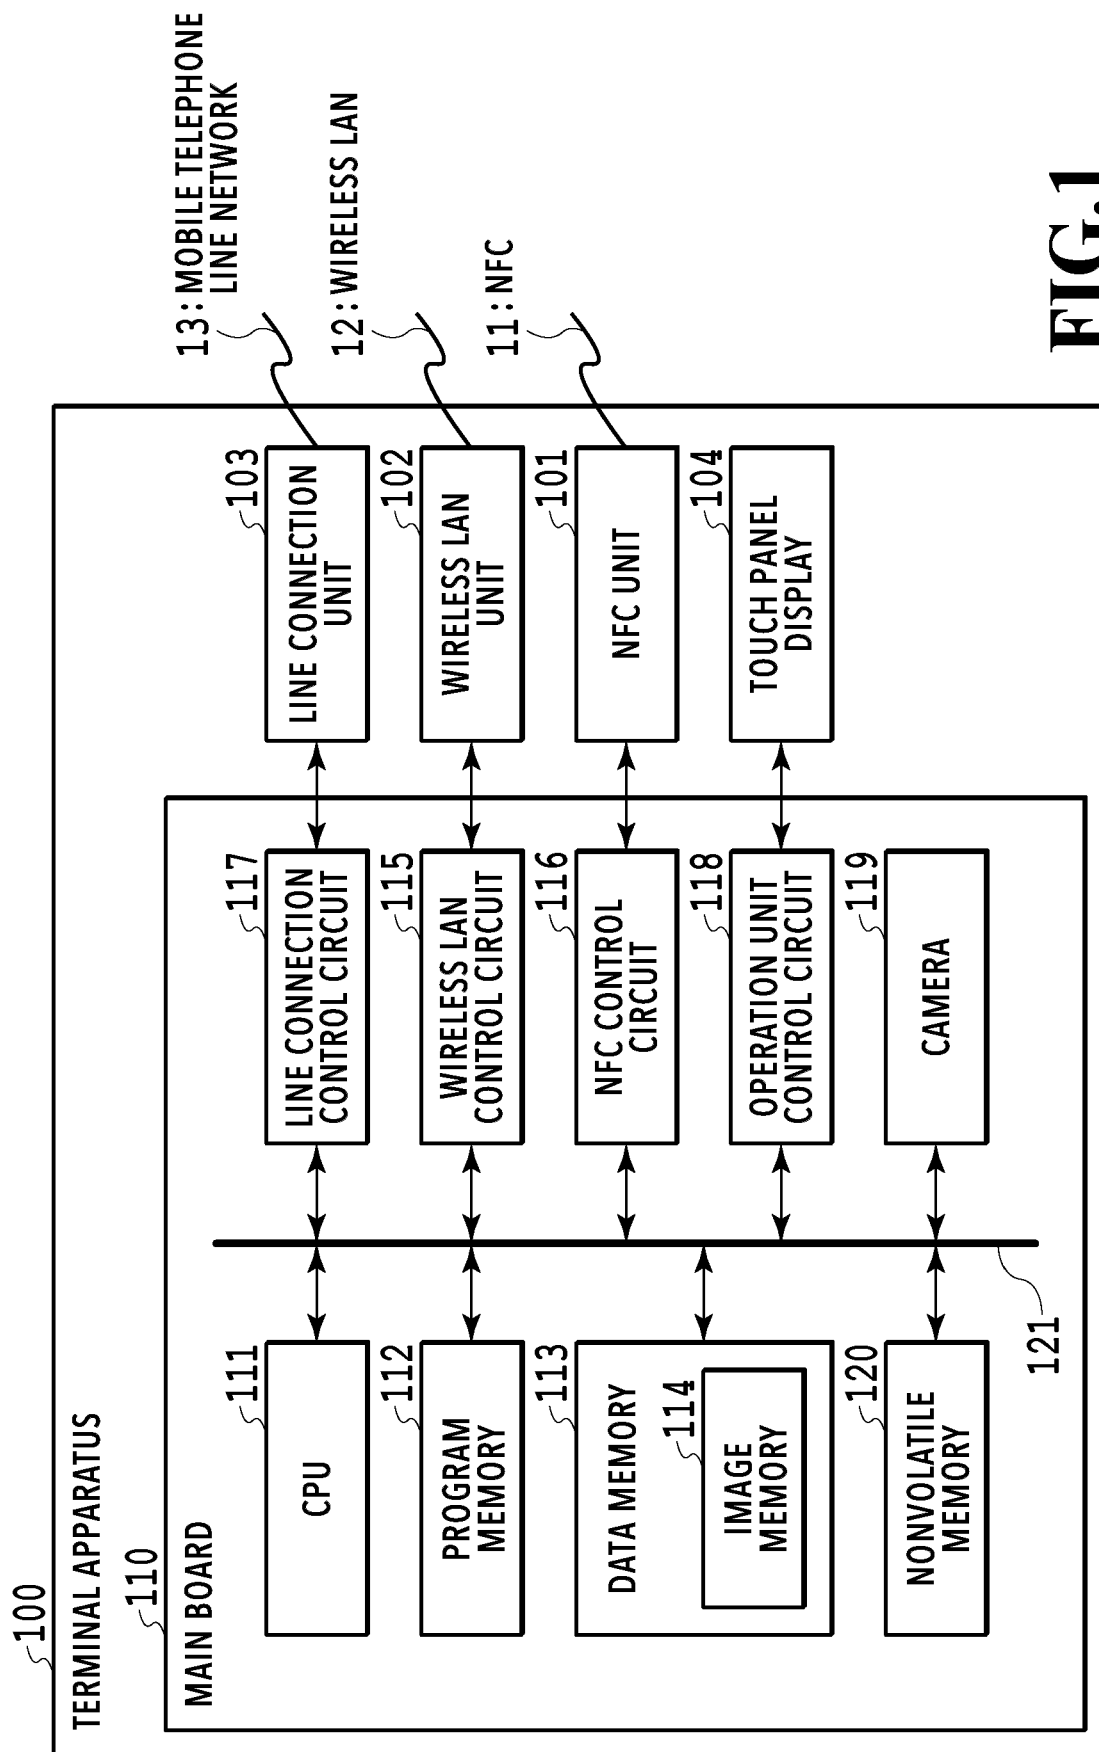 100
TERMINAL APPARATUS
110
MAIN BOARD
111
CPU
112
PROGRAM
MEMORY
113
DATA MEMORY
114
IMAGE
MEMORY
120
NONVOLATILE
MEMORY
121
117
LINE CONNECTION
CONTROL CIRCUIT
115
WIRELESS LAN
CONTROL CIRCUIT
116
NFC CONTROL
CIRCUIT
118
OPERATION UNIT
CONTROL CIRCUIT
119
CAMERA
103
LINE CONNECTION
UNIT
102
WIRELESS LAN
UNIT
101
NFC UNIT
104
TOUCH PANEL
DISPLAY
13:MOBILE TELEPHONE
LINE NETWORK
12:WIRELESS LAN
11:NFC
FIG.1